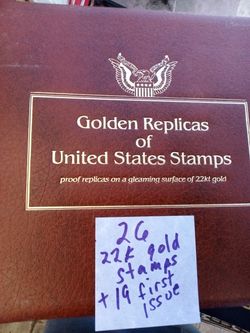 Golden Replicas
of
United States Stamps
proof replicas on a gleaming surface of 22kt gold
26
22k gold
stamps
+ 19 first
issue